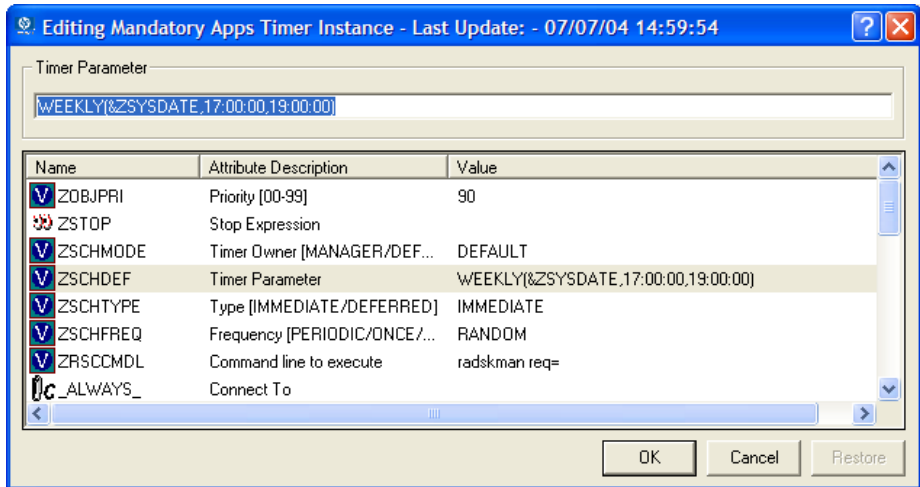 Editing Mandatory Apps Timer Instance - Last Update: - 07/07/04 14:59:54
Timer Parameter
WEEKLY(&ZSYSDATE,17:00:00,19:00:00)
Name Attribute Description Value
V ZOBJPRI Priority [00-99] 90
ZSTOP Stop Expression
V ZSCHMODE Timer Owner [MANAGER/DEF... DEFAULT
V ZSCHDEF Timer Parameter WEEKLY(&ZSYSDATE,17:00:00,19:00:00)
V ZSCHTYPE Type [IMMEDIATE/DEFERRED] IMMEDIATE
V ZSCHFREQ Frequency [PERIODIC/ONCE/... RANDOM
V ZRSCCMDL Command line to execute radskman req=
C _ALWAYS_ Connect To
OK Cancel Restore